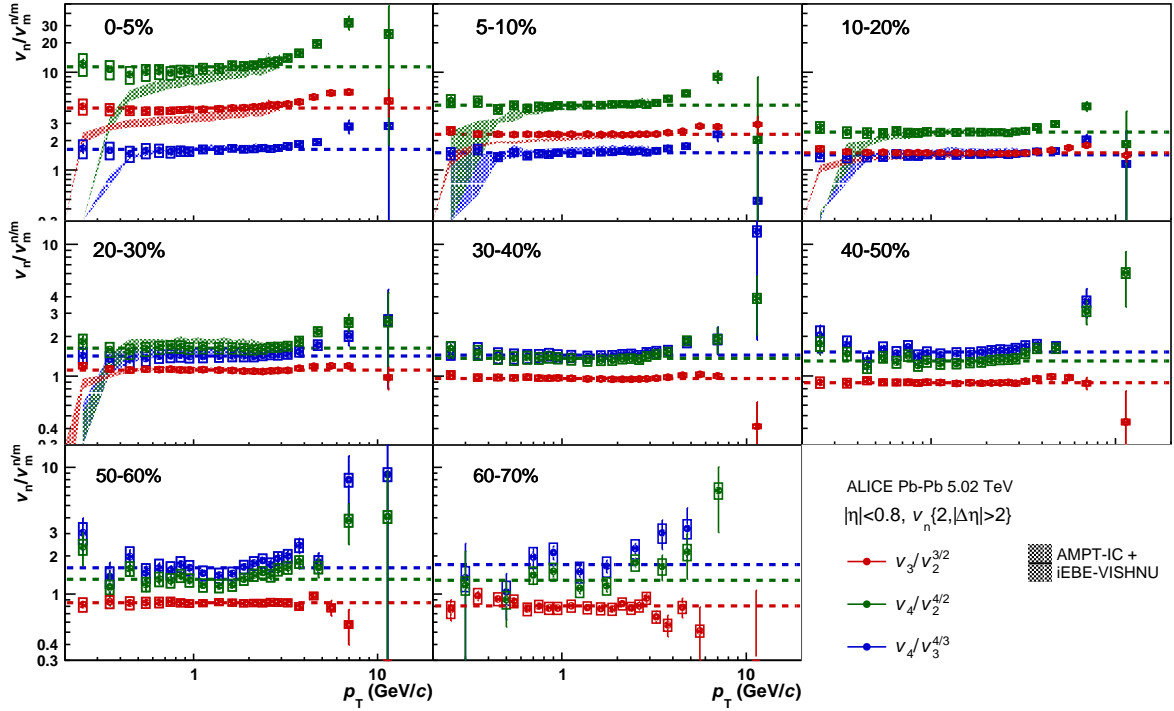 v_n/v_m^{n/m}
30
20
10
3
2
1
0.3
0-5%
5-10%
10-20%
v_n/v_m^{n/m}
10
4
2
1
0.4
20-30%
30-40%
40-50%
v_n/v_m^{n/m}
10
4
2
1
0.4
0.3
50-60%
60-70%
1
10
p_T (GeV/c)
1
10
p_T (GeV/c)
ALICE Pb-Pb 5.02 TeV
|η|<0.8, v_n{2,|Δη|>2}
v_3/v_2^{3/2}
v_4/v_2^{4/2}
v_4/v_3^{4/3}
AMPT-IC +
iEBE-VISHNU